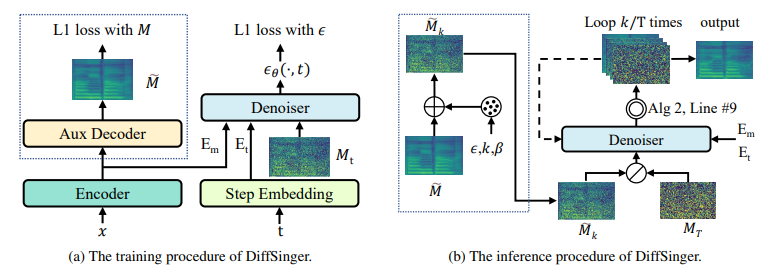 L1 loss with M
L1 loss with ϵ
M̃
ϵθ(·, t)
Aux Decoder
Denoiser
Em
Et
Mt
Encoder
Step Embedding
x
t
(a) The training procedure of DiffSinger.
M̃k
Loop k/T times
output
Alg 2, Line #9
ϵ,k,β
Denoiser
Em
Et
M̃
M̃k
MT
(b) The inference procedure of DiffSinger.